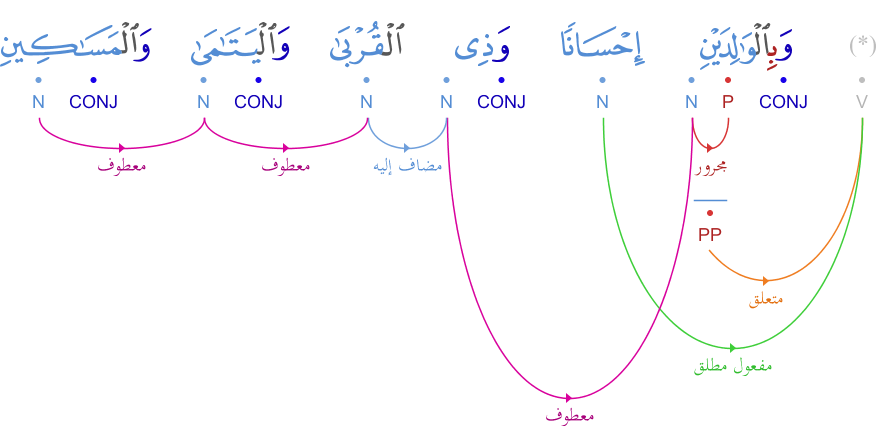 (*) وَبِٱلْوَٰلِدَيْنِ إِحْسَانًا وَذِى ٱلْقُرْبَىٰ وَٱلْيَتَـٰمَىٰ وَٱلْمَسَـٰكِينِ
V CONJ P N N CONJ N N CONJ N CONJ N
مجرور مضاف إليه معطوف معطوف
PP
متعلق
مفعول مطلق
معطوف